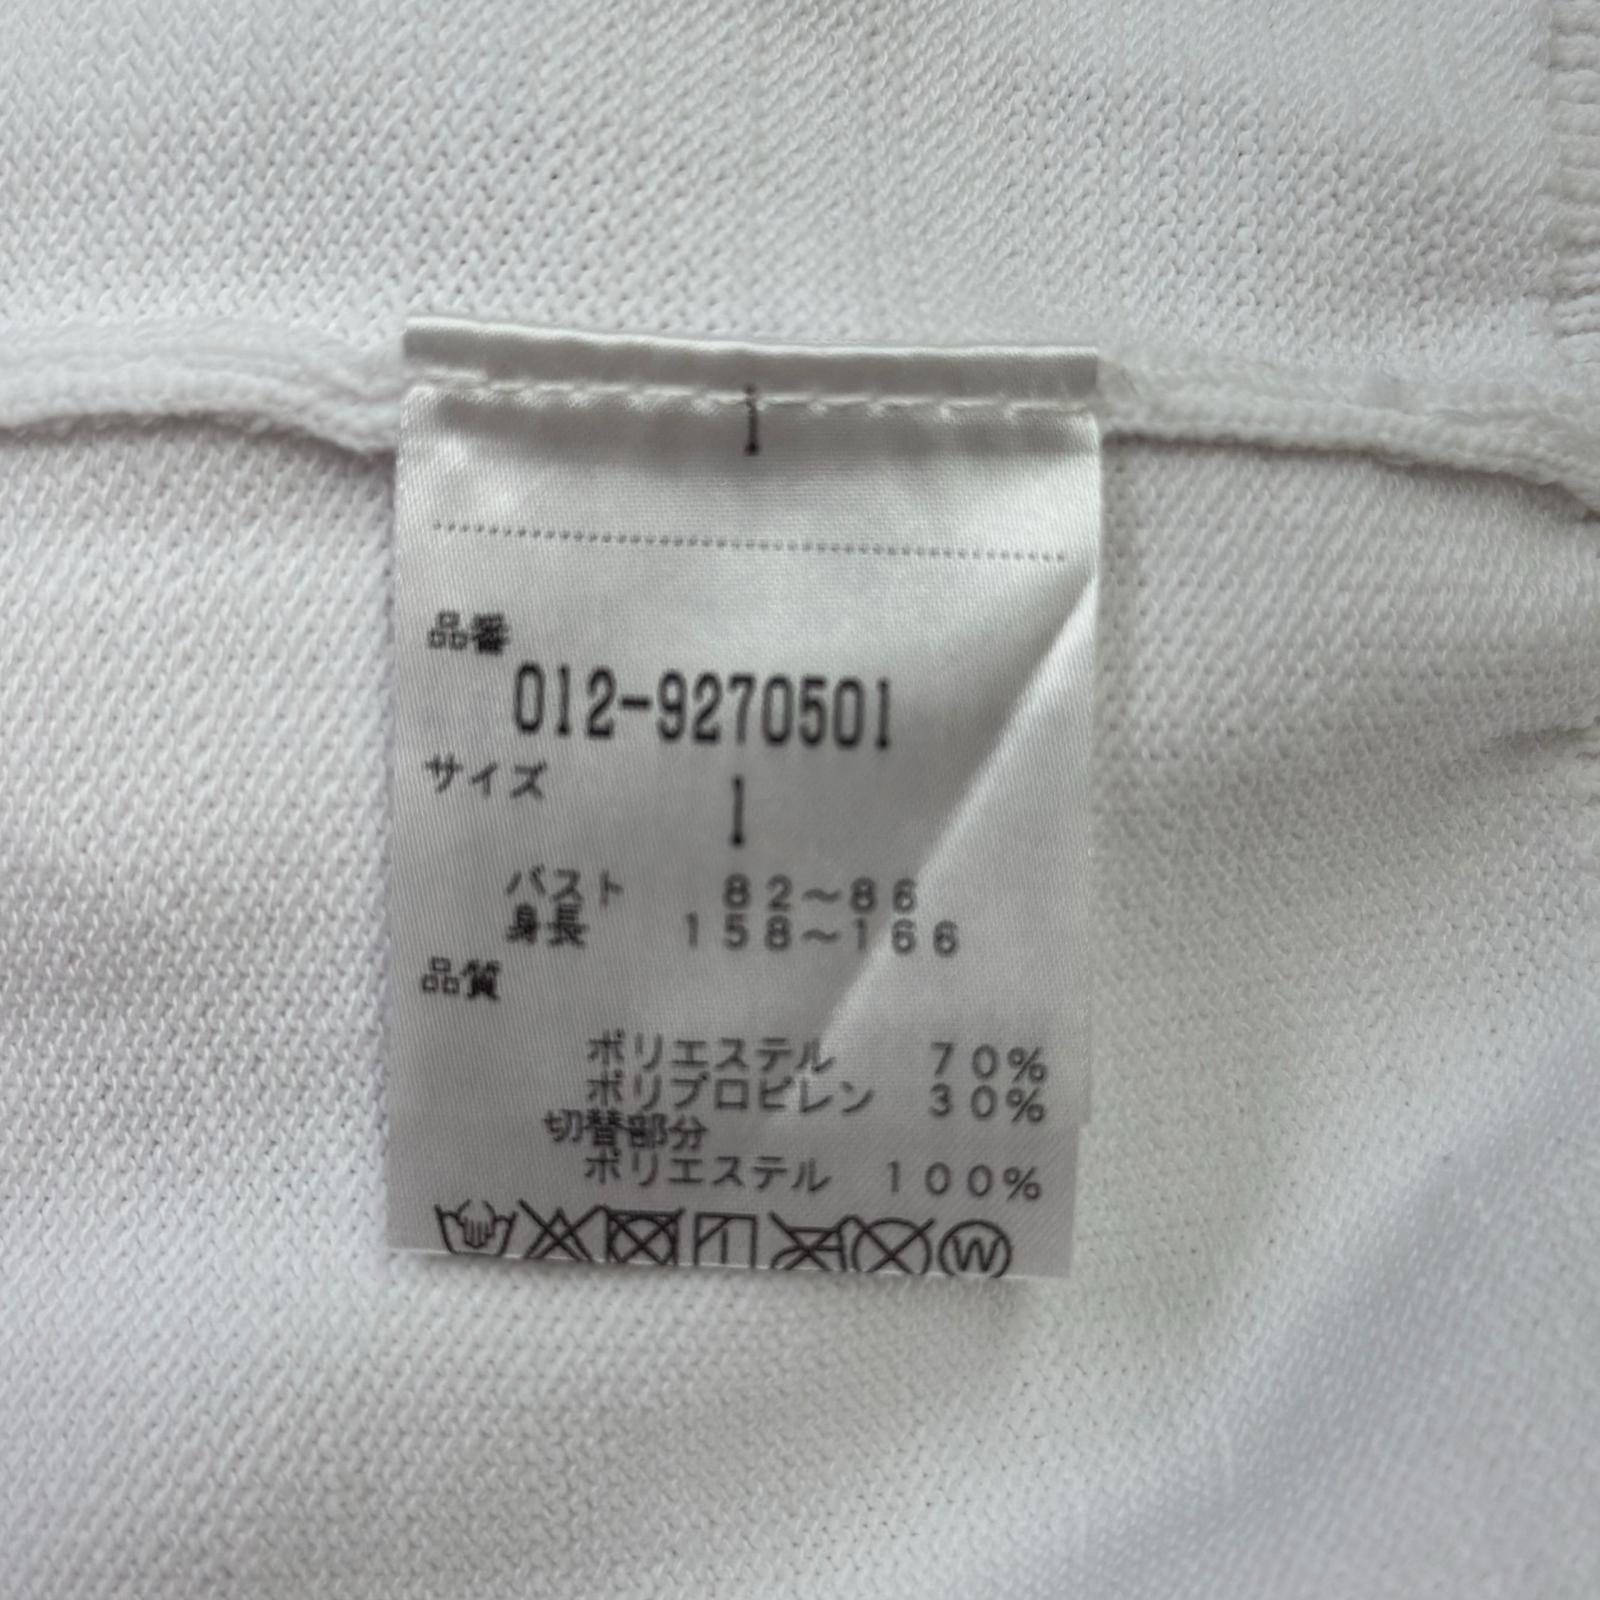 1
品番
012-9270501
サイズ
1
バスト 82〜86
身長 158〜166
品質
ポリエステル 70%
ポリプロピレン 30%
切替部分
ポリエステル 100%
W